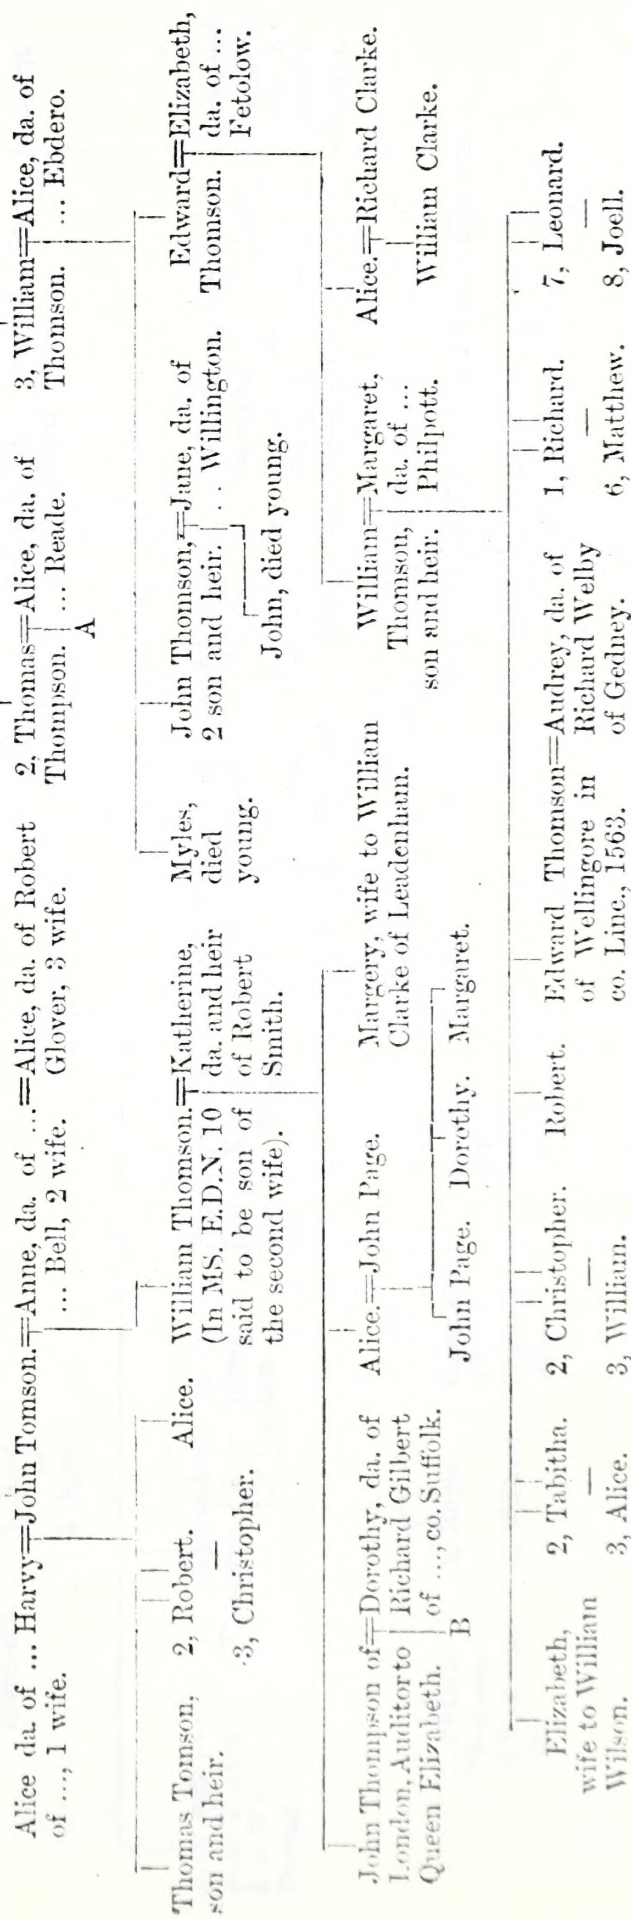 Alice da. of ... Harvy=John Tomson.=Anne, da. of ...=Alice, da. of Robert
of ..., 1 wife.
... Bell, 2 wife.
Glover, 3 wife.
2, Thomas=Alice, da. of
Thompson. ... Reade.
A
3, William=Alice, da. of
Thomson. ... Ebdero.
Thomas Tomson,
son and heir.
2, Robert.
—
3, Christopher.
Alice.
William Thomson.=Katherine,
(In MS. E.D.N. 10
said to be son of
the second wife).
da. and heir
of Robert
Smith.
Myles,
died
young.
John Thomson,=Jane, da. of
2 son and heir. .. Willington.
John, died young.
Edward=Elizabeth,
Thomson.
da. of ...
Fetolow.
John Thompson of=Dorothy, da. of
London, Auditor to
Queen Elizabeth.
Richard Gilbert
of ..., co. Suffolk.
B
Alice.=John Page.
John Page. Dorothy. Margaret.
Margery, wife to William
Clarke of Leadenham.
William=Margaret,
Thomson,
son and heir.
da. of ...
Philpott.
Alice.=Richard Clarke.
William Clarke.
Elizabeth,
wife to William
Wilson.
2, Tabitha.
—
3, Alice.
2, Christopher.
—
3, William.
Robert.
Edward Thomson=Audrey, da. of
of Wellingore in
co. Linc., 1563.
Richard Welby
of Gedney.
1, Richard.
—
6, Matthew.
7, Leonard.
—
8, Joell.